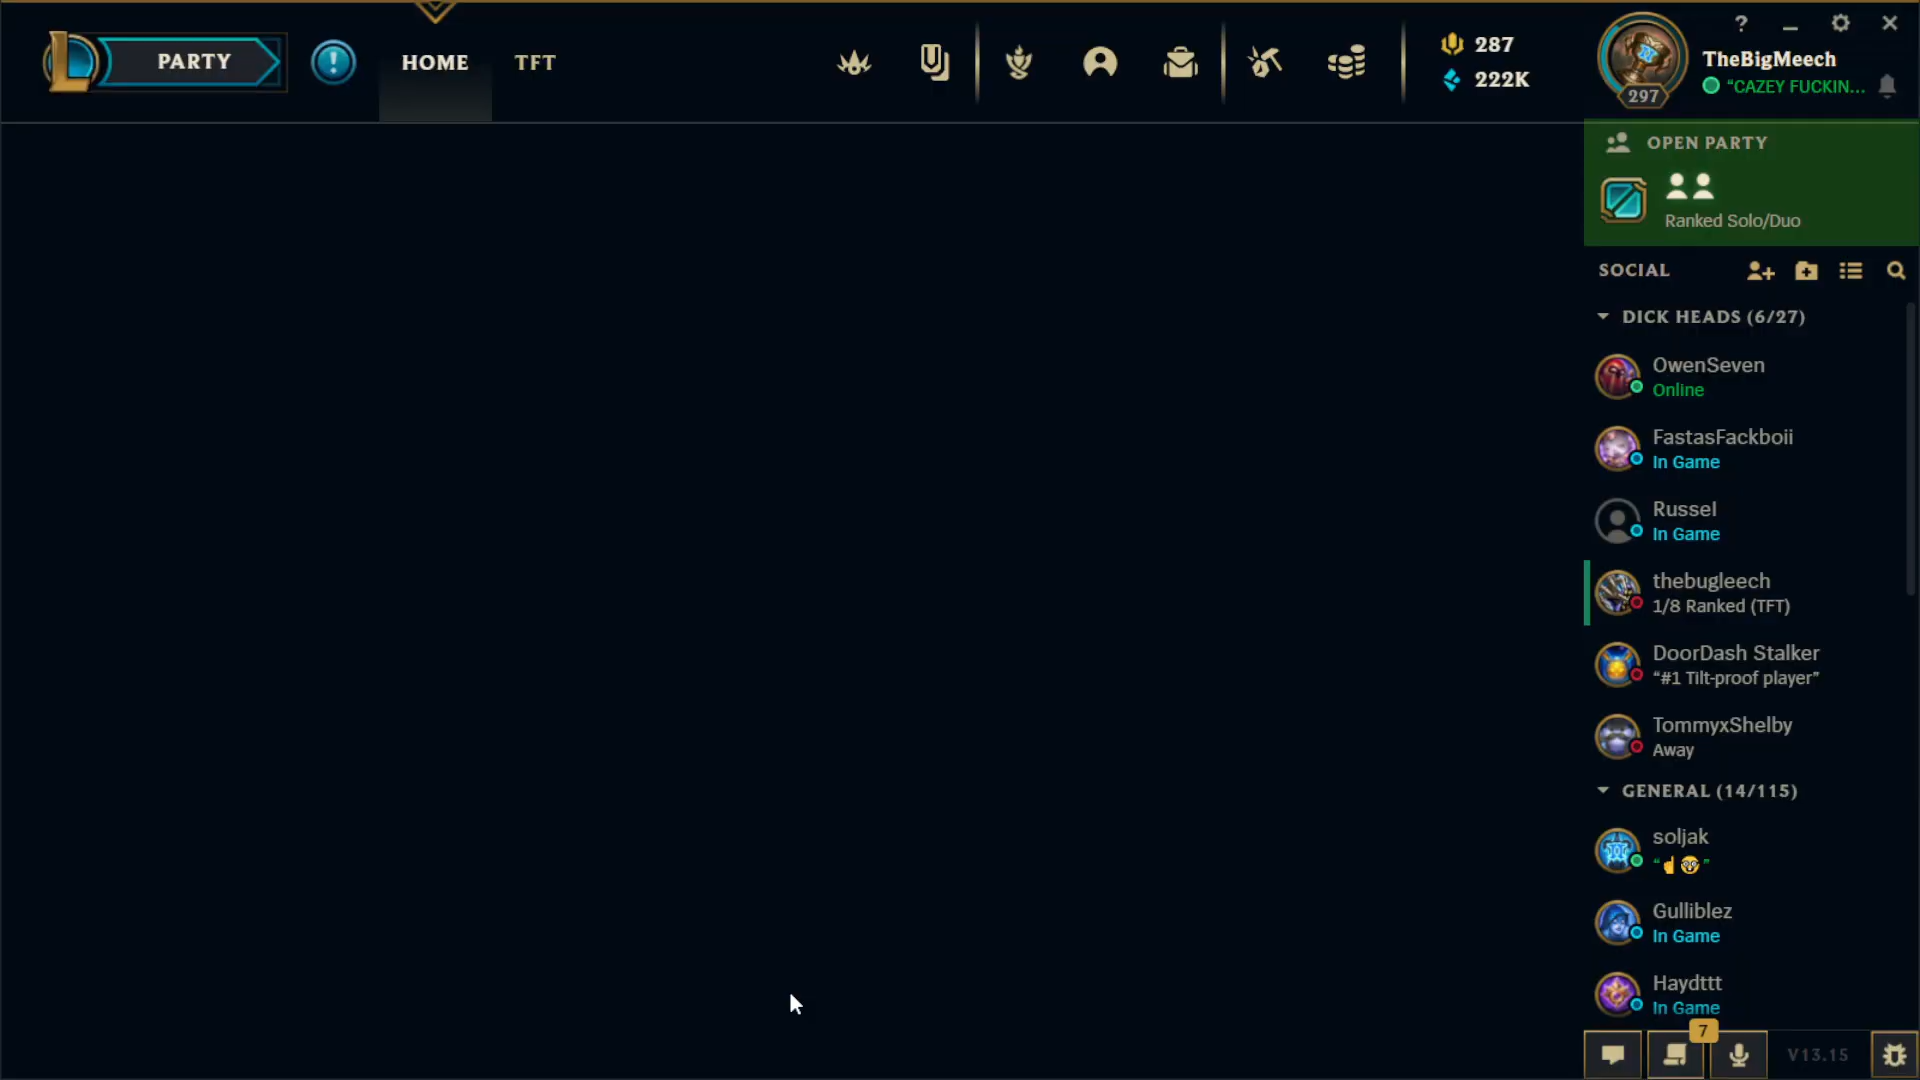 PARTY
HOME
TFT
287
222K
?
TheBigMeech
297
“CAZEY FUCKIN...
OPEN PARTY
Ranked Solo/Duo
SOCIAL
DICK HEADS (6/27)
OwenSeven
Online
FastasFackboii
In Game
Russel
In Game
thebugleech
1/8 Ranked (TFT)
DoorDash Stalker
“#1 Tilt-proof player”
TommyxShelby
Away
GENERAL (14/115)
soljak
“☝️🤓”
Gulliblez
In Game
Haydttt
In Game
7
V13.15